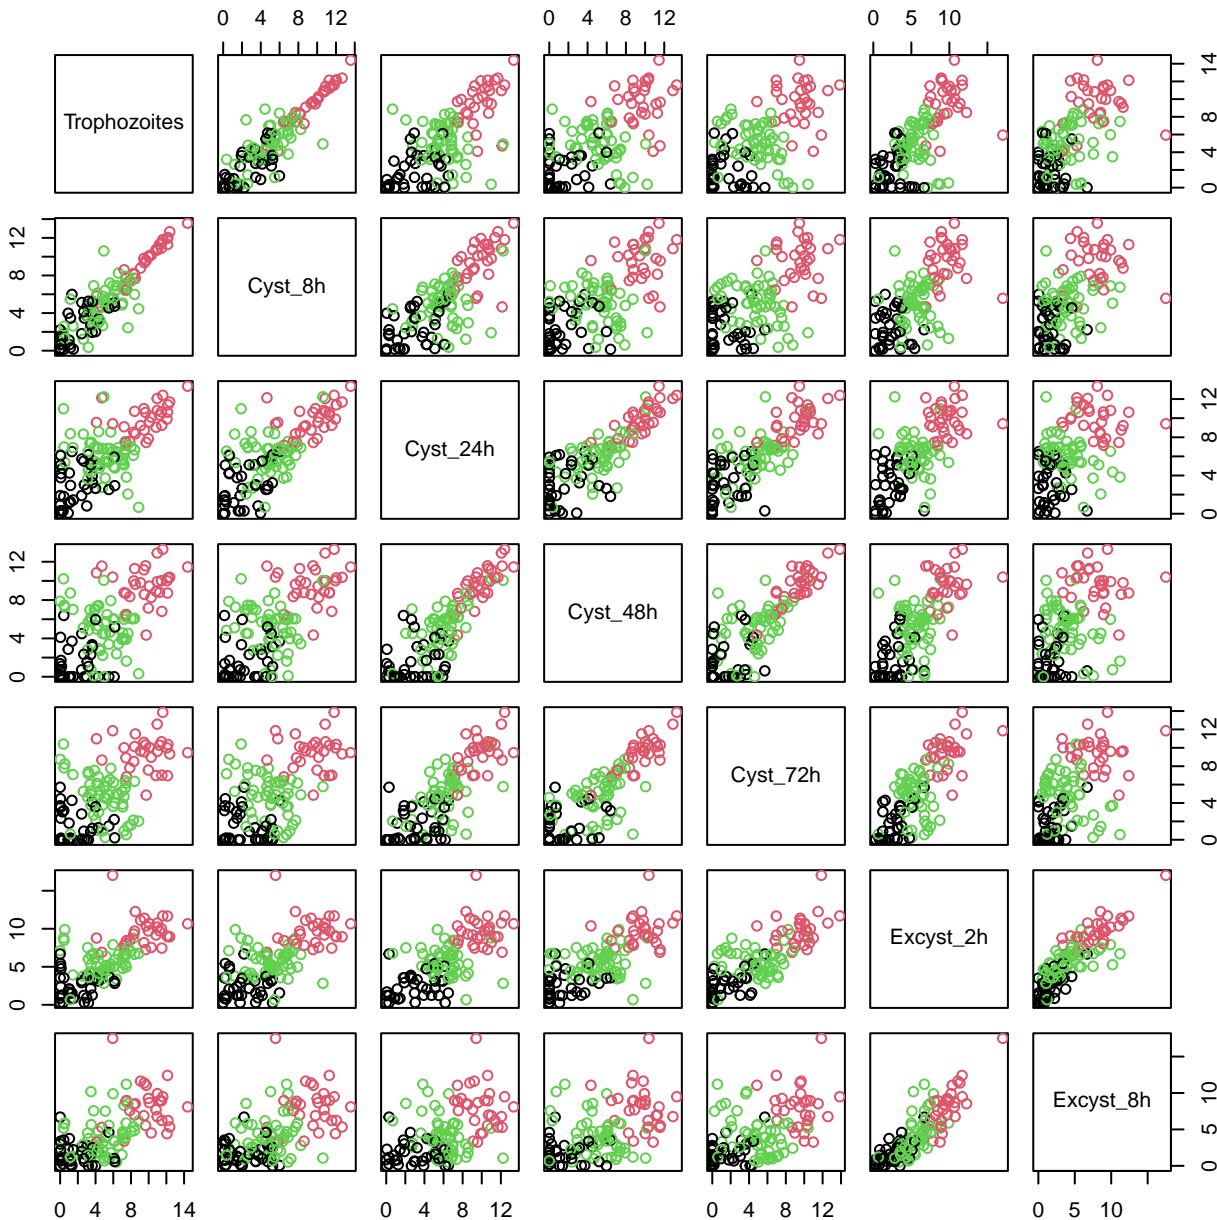 0 4 8 12 0 4 8 12 0 5 10
Trophozoites 0 4 8 14
0 4 8 12 Cyst_8h
Cyst_24h 0 4 8 12
0 4 8 12 Cyst_48h
Cyst_72h 0 4 8 12
0 5 10 Excyst_2h
Excyst_8h 0 5 10
0 4 8 14 0 4 8 12 0 4 8 12 0 5 10